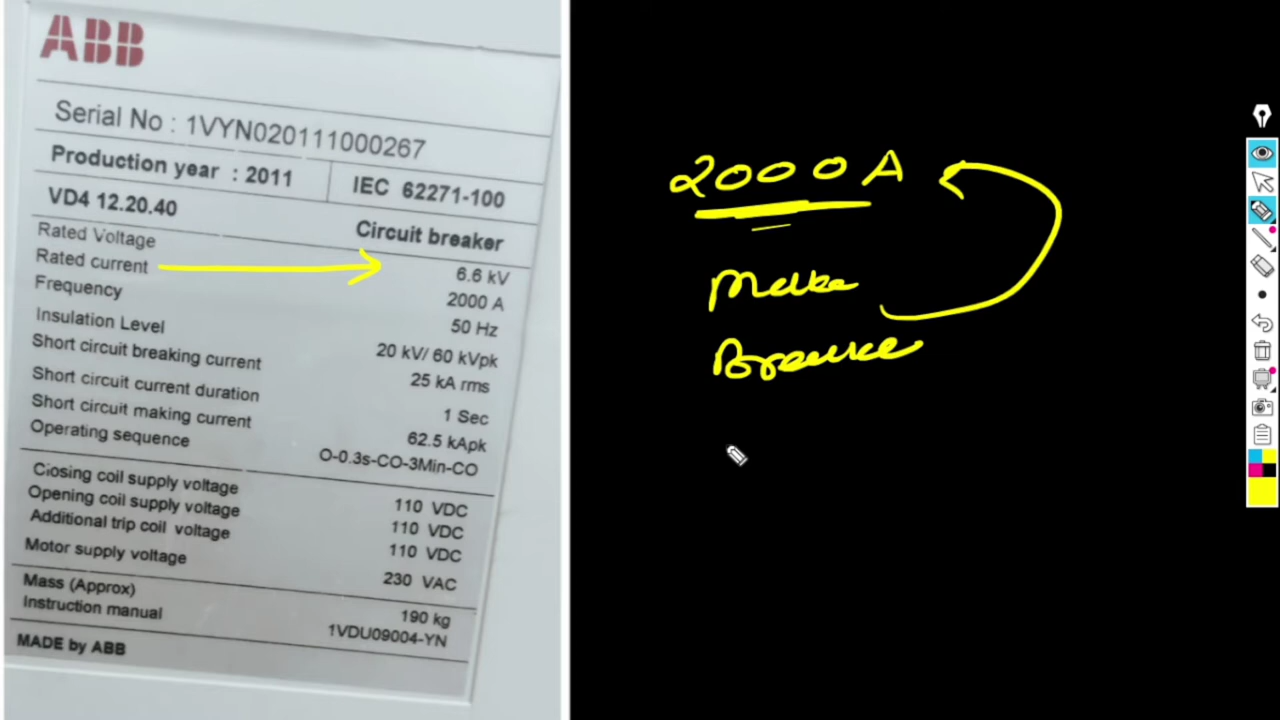 ABB
Serial No : 1VYN020111000267
Production year : 2011 IEC 62271-100
VD4 12.20.40 Circuit breaker
Rated Voltage 6.6 kV
Rated current 2000 A
Frequency 50 Hz
Insulation Level 20 kV/ 60 kVpk
Short circuit breaking current 25 kA rms
Short circuit current duration 1 Sec
Short circuit making current 62.5 kApk
Operating sequence O-0.3s-CO-3Min-CO
Closing coil supply voltage 110 VDC
Opening coil supply voltage 110 VDC
Additional trip coil voltage 110 VDC
Motor supply voltage 230 VAC
Mass (Approx) 190 kg
Instruction manual 1VDU09004-YN
MADE by ABB
2000 A
Make
Breake